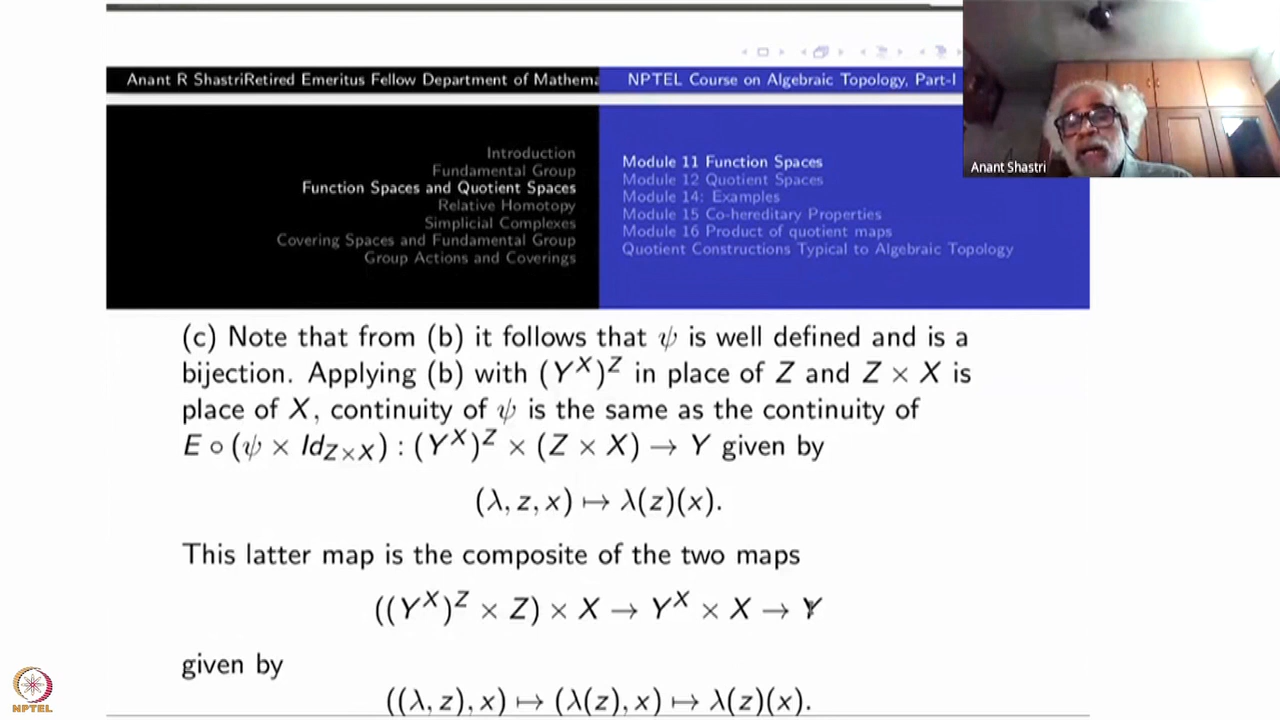 Anant R ShastriRetired Emeritus Fellow Department of Mathema
NPTEL Course on Algebraic Topology, Part-I
Introduction
Fundamental Group
Function Spaces and Quotient Spaces
Relative Homotopy
Simplicial Complexes
Covering Spaces and Fundamental Group
Group Actions and Coverings
Module 11 Function Spaces
Module 12 Quotient Spaces
Module 14: Examples
Module 15 Co-hereditary Properties
Module 16 Product of quotient maps
Quotient Constructions Typical to Algebraic Topology
Anant Shastri
(c) Note that from (b) it follows that ψ is well defined and is a
bijection. Applying (b) with (Y^X)^Z in place of Z and Z × X is
place of X, continuity of ψ is the same as the continuity of
E ∘ (ψ × Id_{Z×X}) : (Y^X)^Z × (Z × X) → Y given by
(λ, z, x) ↦ λ(z)(x).
This latter map is the composite of the two maps
((Y^X)^Z × Z) × X → Y^X × X → Y
given by
((λ, z), x) ↦ (λ(z), x) ↦ λ(z)(x).
NPTEL